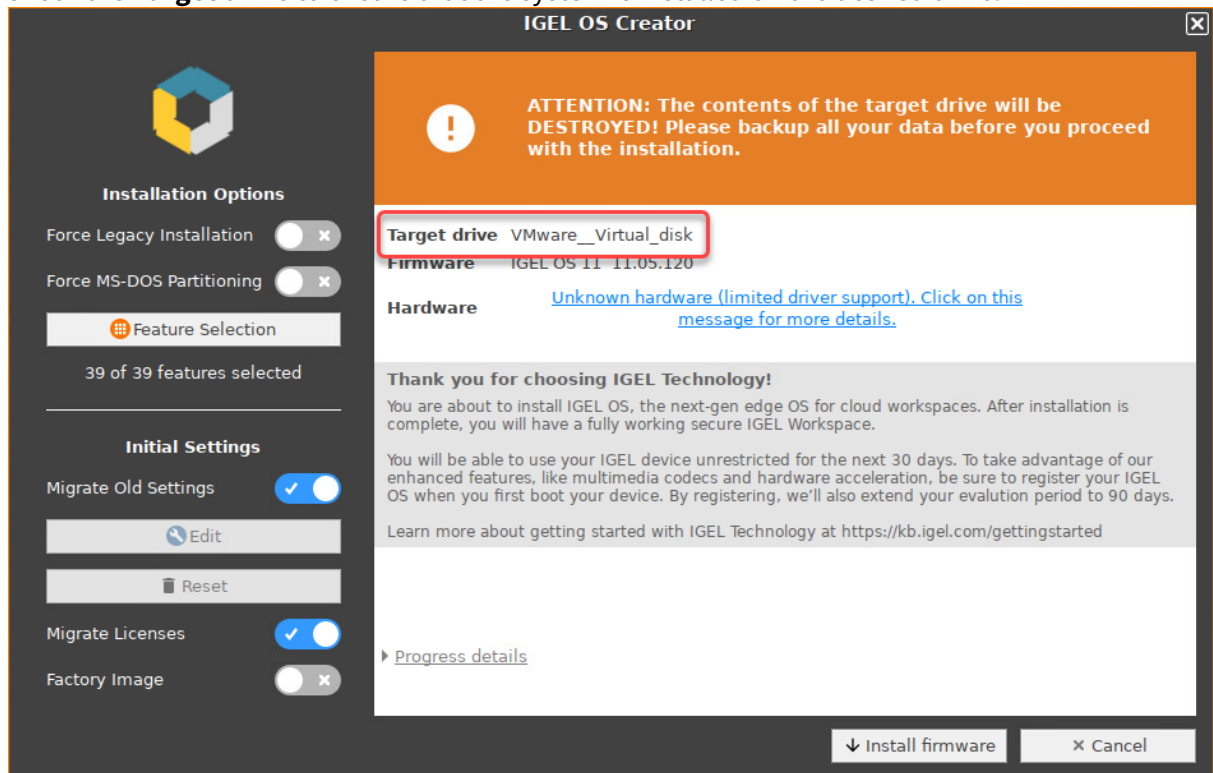 IGEL OS Creator
ATTENTION: The contents of the target drive will be
DESTROYED! Please backup all your data before you proceed
with the installation.
Installation Options
Force Legacy Installation
Force MS-DOS Partitioning
Feature Selection
39 of 39 features selected
Initial Settings
Migrate Old Settings
Edit
Reset
Migrate Licenses
Factory Image
Target drive VMware__Virtual_disk
Firmware IGEL OS 11 11.05.120
Hardware Unknown hardware (limited driver support). Click on this
message for more details.
Thank you for choosing IGEL Technology!
You are about to install IGEL OS, the next-gen edge OS for cloud workspaces. After installation is
complete, you will have a fully working secure IGEL Workspace.
You will be able to use your IGEL device unrestricted for the next 30 days. To take advantage of our
enhanced features, like multimedia codecs and hardware acceleration, be sure to register your IGEL
OS when you first boot your device. By registering, we'll also extend your evalution period to 90 days.
Learn more about getting started with IGEL Technology at https://kb.igel.com/gettingstarted
Progress details
Install firmware
Cancel